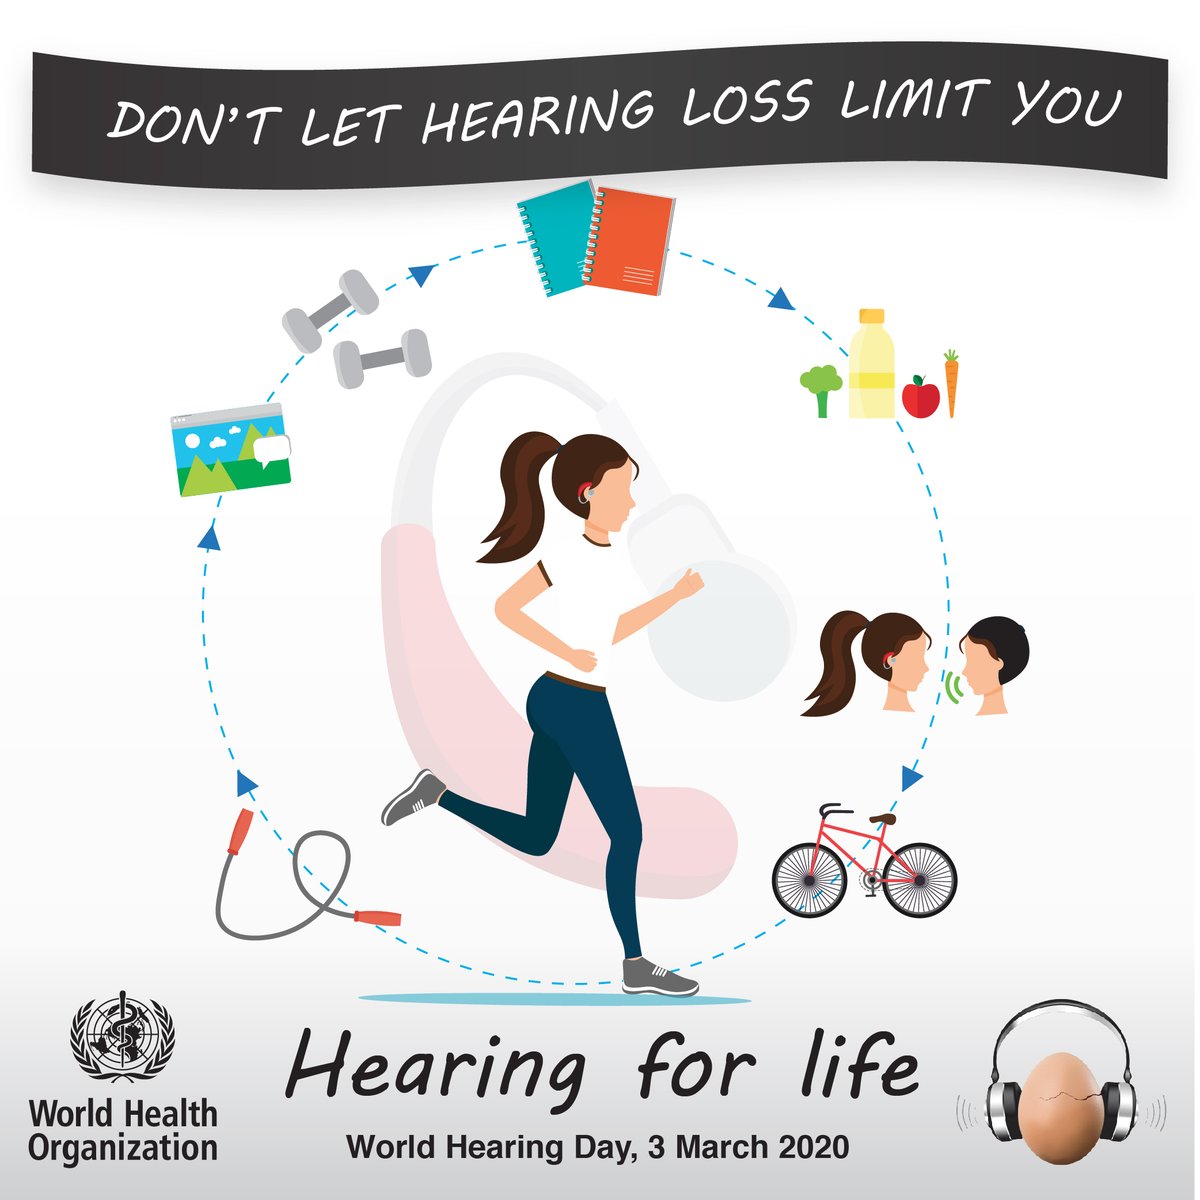 DON'T LET HEARING LOSS LIMIT YOU
Hearing for life
World Health
Organization
World Hearing Day, 3 March 2020